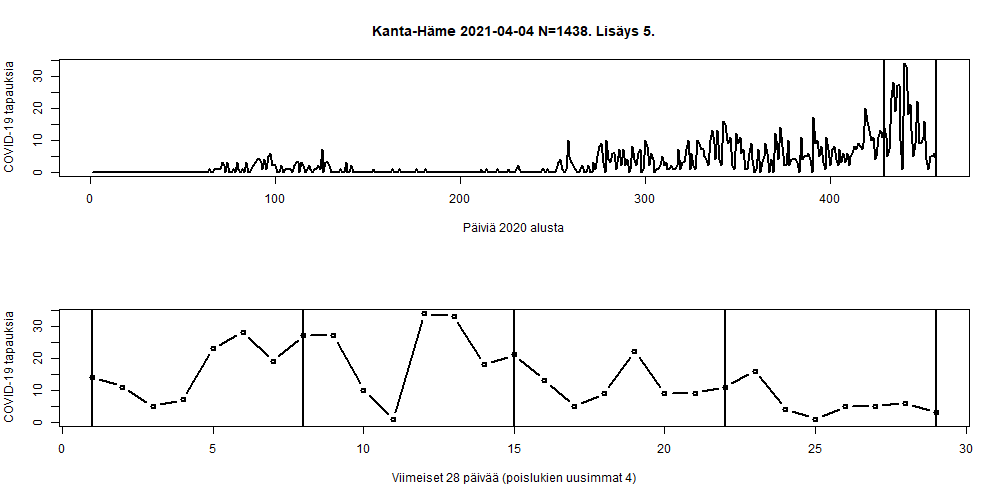 Kanta-Häme 2021-04-04 N=1438. Lisäys 5.
COVID-19 tapauksia
0 10 20 30
0 100 200 300 400
Päiviä 2020 alusta
COVID-19 tapauksia
0 10 20 30
0 5 10 15 20 25 30
Viimeiset 28 päivää (poislukien uusimmat 4)